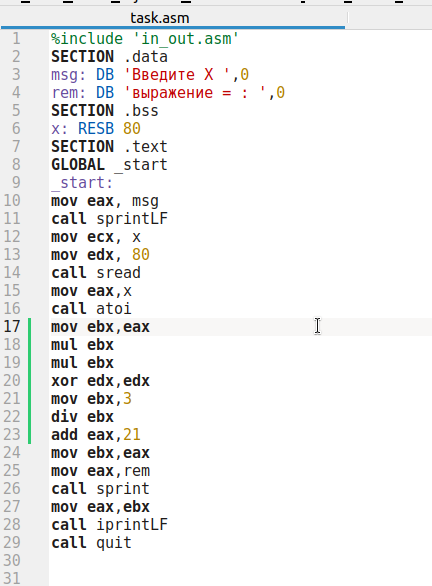 task.asm
1 %include 'in_out.asm'
2 SECTION .data
3 msg: DB 'Введите X ',0
4 rem: DB 'выражение = : ',0
5 SECTION .bss
6 x: RESB 80
7 SECTION .text
8 GLOBAL _start
9 _start:
10 mov eax, msg
11 call sprintLF
12 mov ecx, x
13 mov edx, 80
14 call sread
15 mov eax,x
16 call atoi
17 mov ebx,eax
18 mul ebx
19 mul ebx
20 xor edx,edx
21 mov ebx,3
22 div ebx
23 add eax,21
24 mov ebx,eax
25 mov eax,rem
26 call sprint
27 mov eax,ebx
28 call iprintLF
29 call quit
30
31